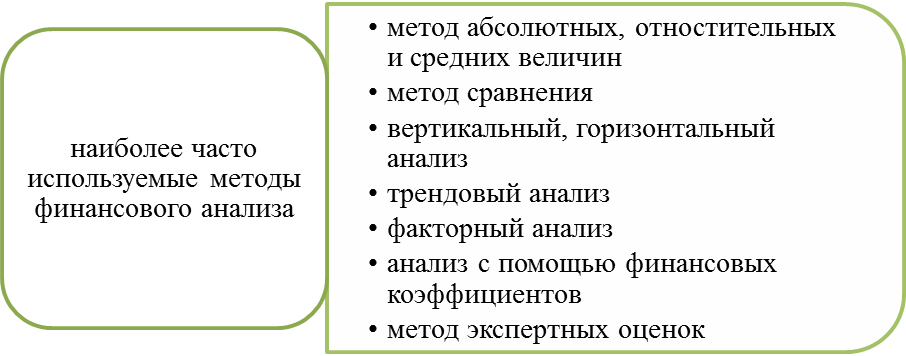 наиболее часто
используемые методы
финансового анализа
• метод абсолютных, отностительных
и средних величин
• метод сравнения
• вертикальный, горизонтальный
анализ
• трендовый анализ
• факторный анализ
• анализ с помощью финансовых
коэффициентов
• метод экспертных оценок